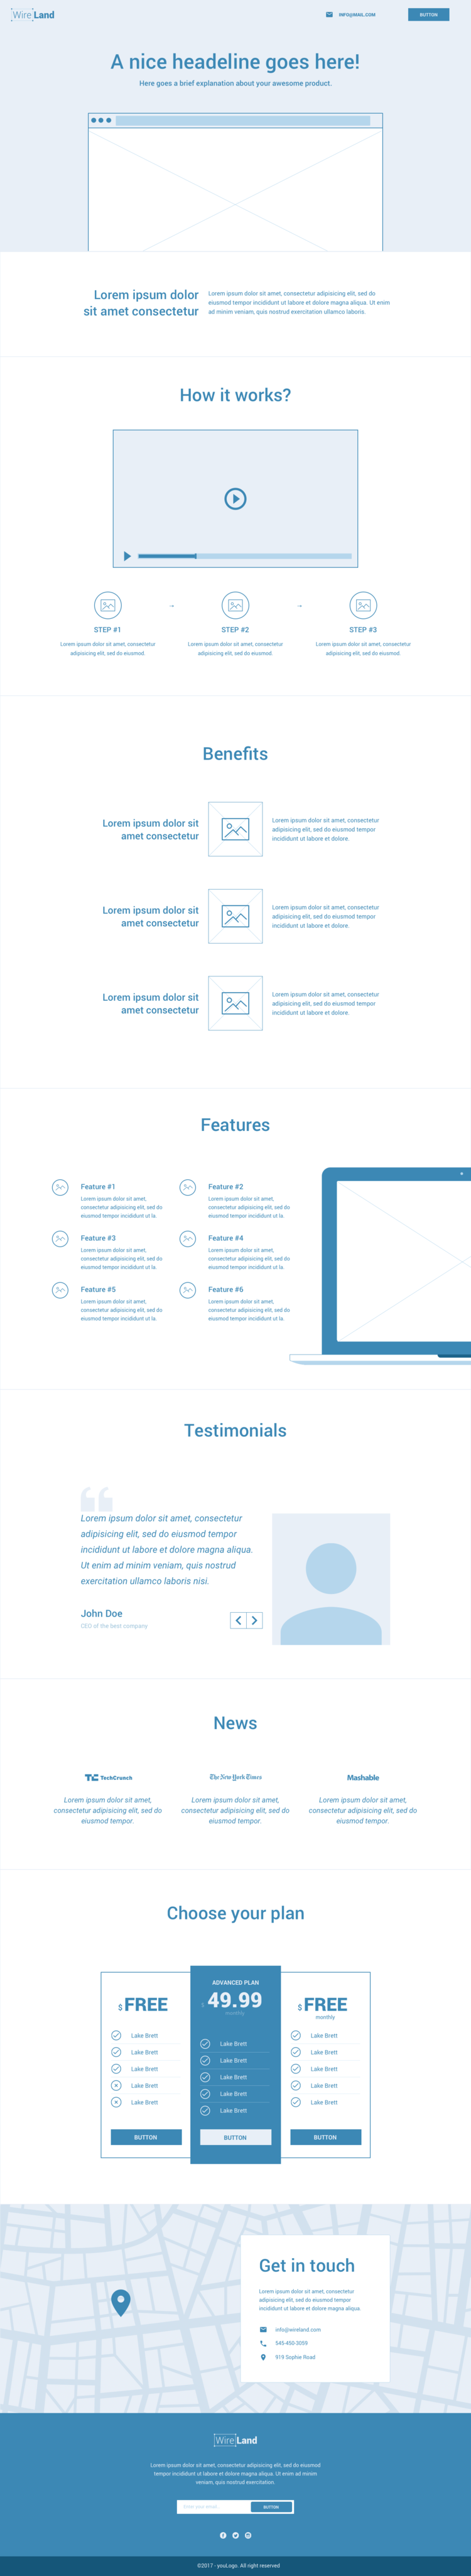 WireLand
INFO@MAIL.COM
BUTTON
A nice headeline goes here!
Here goes a brief explanation about your awesome product.
Lorem ipsum dolor
sit amet consectetur
Lorem ipsum dolor sit amet, consectetur adipisicing elit, sed do
eiusmod tempor incididunt ut labore et dolore magna aliqua. Ut enim
ad minim veniam, quis nostrud exercitation ullamco laboris.
How it works?
STEP #1
Lorem ipsum dolor sit amet, consectetur
adipisicing elit, sed do eiusmod.
STEP #2
Lorem ipsum dolor sit amet, consectetur
adipisicing elit, sed do eiusmod.
STEP #3
Lorem ipsum dolor sit amet, consectetur
adipisicing elit, sed do eiusmod.
Benefits
Lorem ipsum dolor sit
amet consectetur
Lorem ipsum dolor sit amet, consectetur
adipisicing elit, sed do eiusmod tempor
incididunt ut labore et dolore.
Lorem ipsum dolor sit
amet consectetur
Lorem ipsum dolor sit amet, consectetur
adipisicing elit, sed do eiusmod tempor
incididunt ut labore et dolore.
Lorem ipsum dolor sit
amet consectetur
Lorem ipsum dolor sit amet, consectetur
adipisicing elit, sed do eiusmod tempor
incididunt ut labore et dolore.
Features
Feature #1
Lorem ipsum dolor sit amet,
consectetur adipisicing elit, sed do
eiusmod tempor incididunt ut la.
Feature #2
Lorem ipsum dolor sit amet,
consectetur adipisicing elit, sed do
eiusmod tempor incididunt ut la.
Feature #3
Lorem ipsum dolor sit amet,
consectetur adipisicing elit, sed do
eiusmod tempor incididunt ut la.
Feature #4
Lorem ipsum dolor sit amet,
consectetur adipisicing elit, sed do
eiusmod tempor incididunt ut la.
Feature #5
Lorem ipsum dolor sit amet,
consectetur adipisicing elit, sed do
eiusmod tempor incididunt ut la.
Feature #6
Lorem ipsum dolor sit amet,
consectetur adipisicing elit, sed do
eiusmod tempor incididunt ut la.
Testimonials
Lorem ipsum dolor sit amet, consectetur
adipisicing elit, sed do eiusmod tempor
incididunt ut labore et dolore magna aliqua.
Ut enim ad minim veniam, quis nostrud
exercitation ullamco laboris nisi.
John Doe
CEO of the best company
News
TechCrunch
Lorem ipsum dolor sit amet,
consectetur adipisicing elit, sed do
eiusmod tempor.
The New York Times
Lorem ipsum dolor sit amet,
consectetur adipisicing elit, sed do
eiusmod tempor.
Mashable
Lorem ipsum dolor sit amet,
consectetur adipisicing elit, sed do
eiusmod tempor.
Choose your plan
$ FREE
Lake Brett
Lake Brett
Lake Brett
Lake Brett
Lake Brett
BUTTON
ADVANCED PLAN
$ 49.99
monthly
Lake Brett
Lake Brett
Lake Brett
Lake Brett
Lake Brett
BUTTON
$ FREE
monthly
Lake Brett
Lake Brett
Lake Brett
Lake Brett
Lake Brett
BUTTON
Get in touch
Lorem ipsum dolor sit amet, consectetur
adipisicing elit, sed do eiusmod tempor
incididunt ut labore et dolore magna aliqua.
info@wireland.com
545-450-3059
919 Sophie Road
WireLand
Lorem ipsum dolor sit amet, consectetur adipisicing elit, sed do eiusmod
tempor incididunt ut labore et dolore magna aliqua. Ut enim ad minim
veniam, quis nostrud exercitation.
Enter your email
BUTTON
©2017 - youLogo. All right reserved